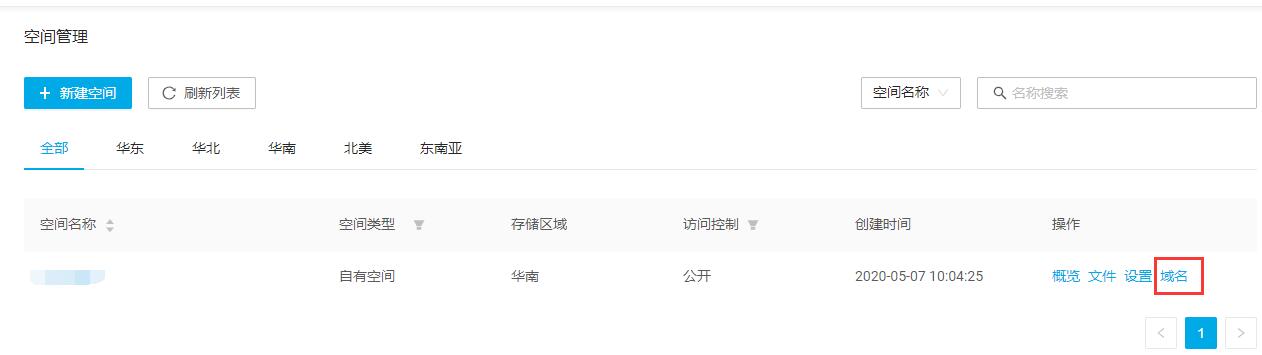 空间管理
新建空间 刷新列表 空间名称 名称搜索
全部 华东 华北 华南 北美 东南亚
空间名称 空间类型 存储区域 访问控制 创建时间 操作
自有空间 华南 公开 2020-05-07 10:04:25 概览 文件 设置 域名
1